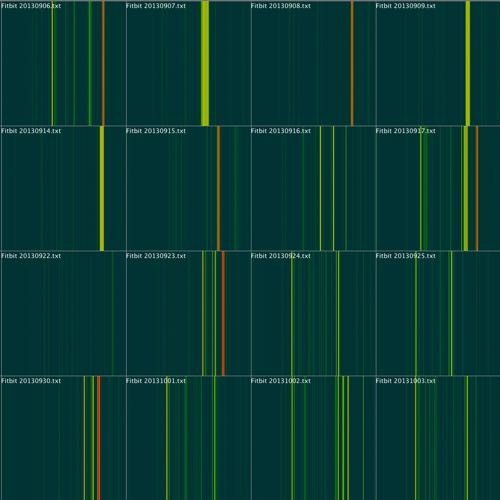 Fitbit 20130906.txt
Fitbit 20130907.txt
Fitbit 20130908.txt
Fitbit 20130909.txt
Fitbit 20130914.txt
Fitbit 20130915.txt
Fitbit 20130916.txt
Fitbit 20130917.txt
Fitbit 20130922.txt
Fitbit 20130923.txt
Fitbit 20130924.txt
Fitbit 20130925.txt
Fitbit 20130930.txt
Fitbit 20131001.txt
Fitbit 20131002.txt
Fitbit 20131003.txt